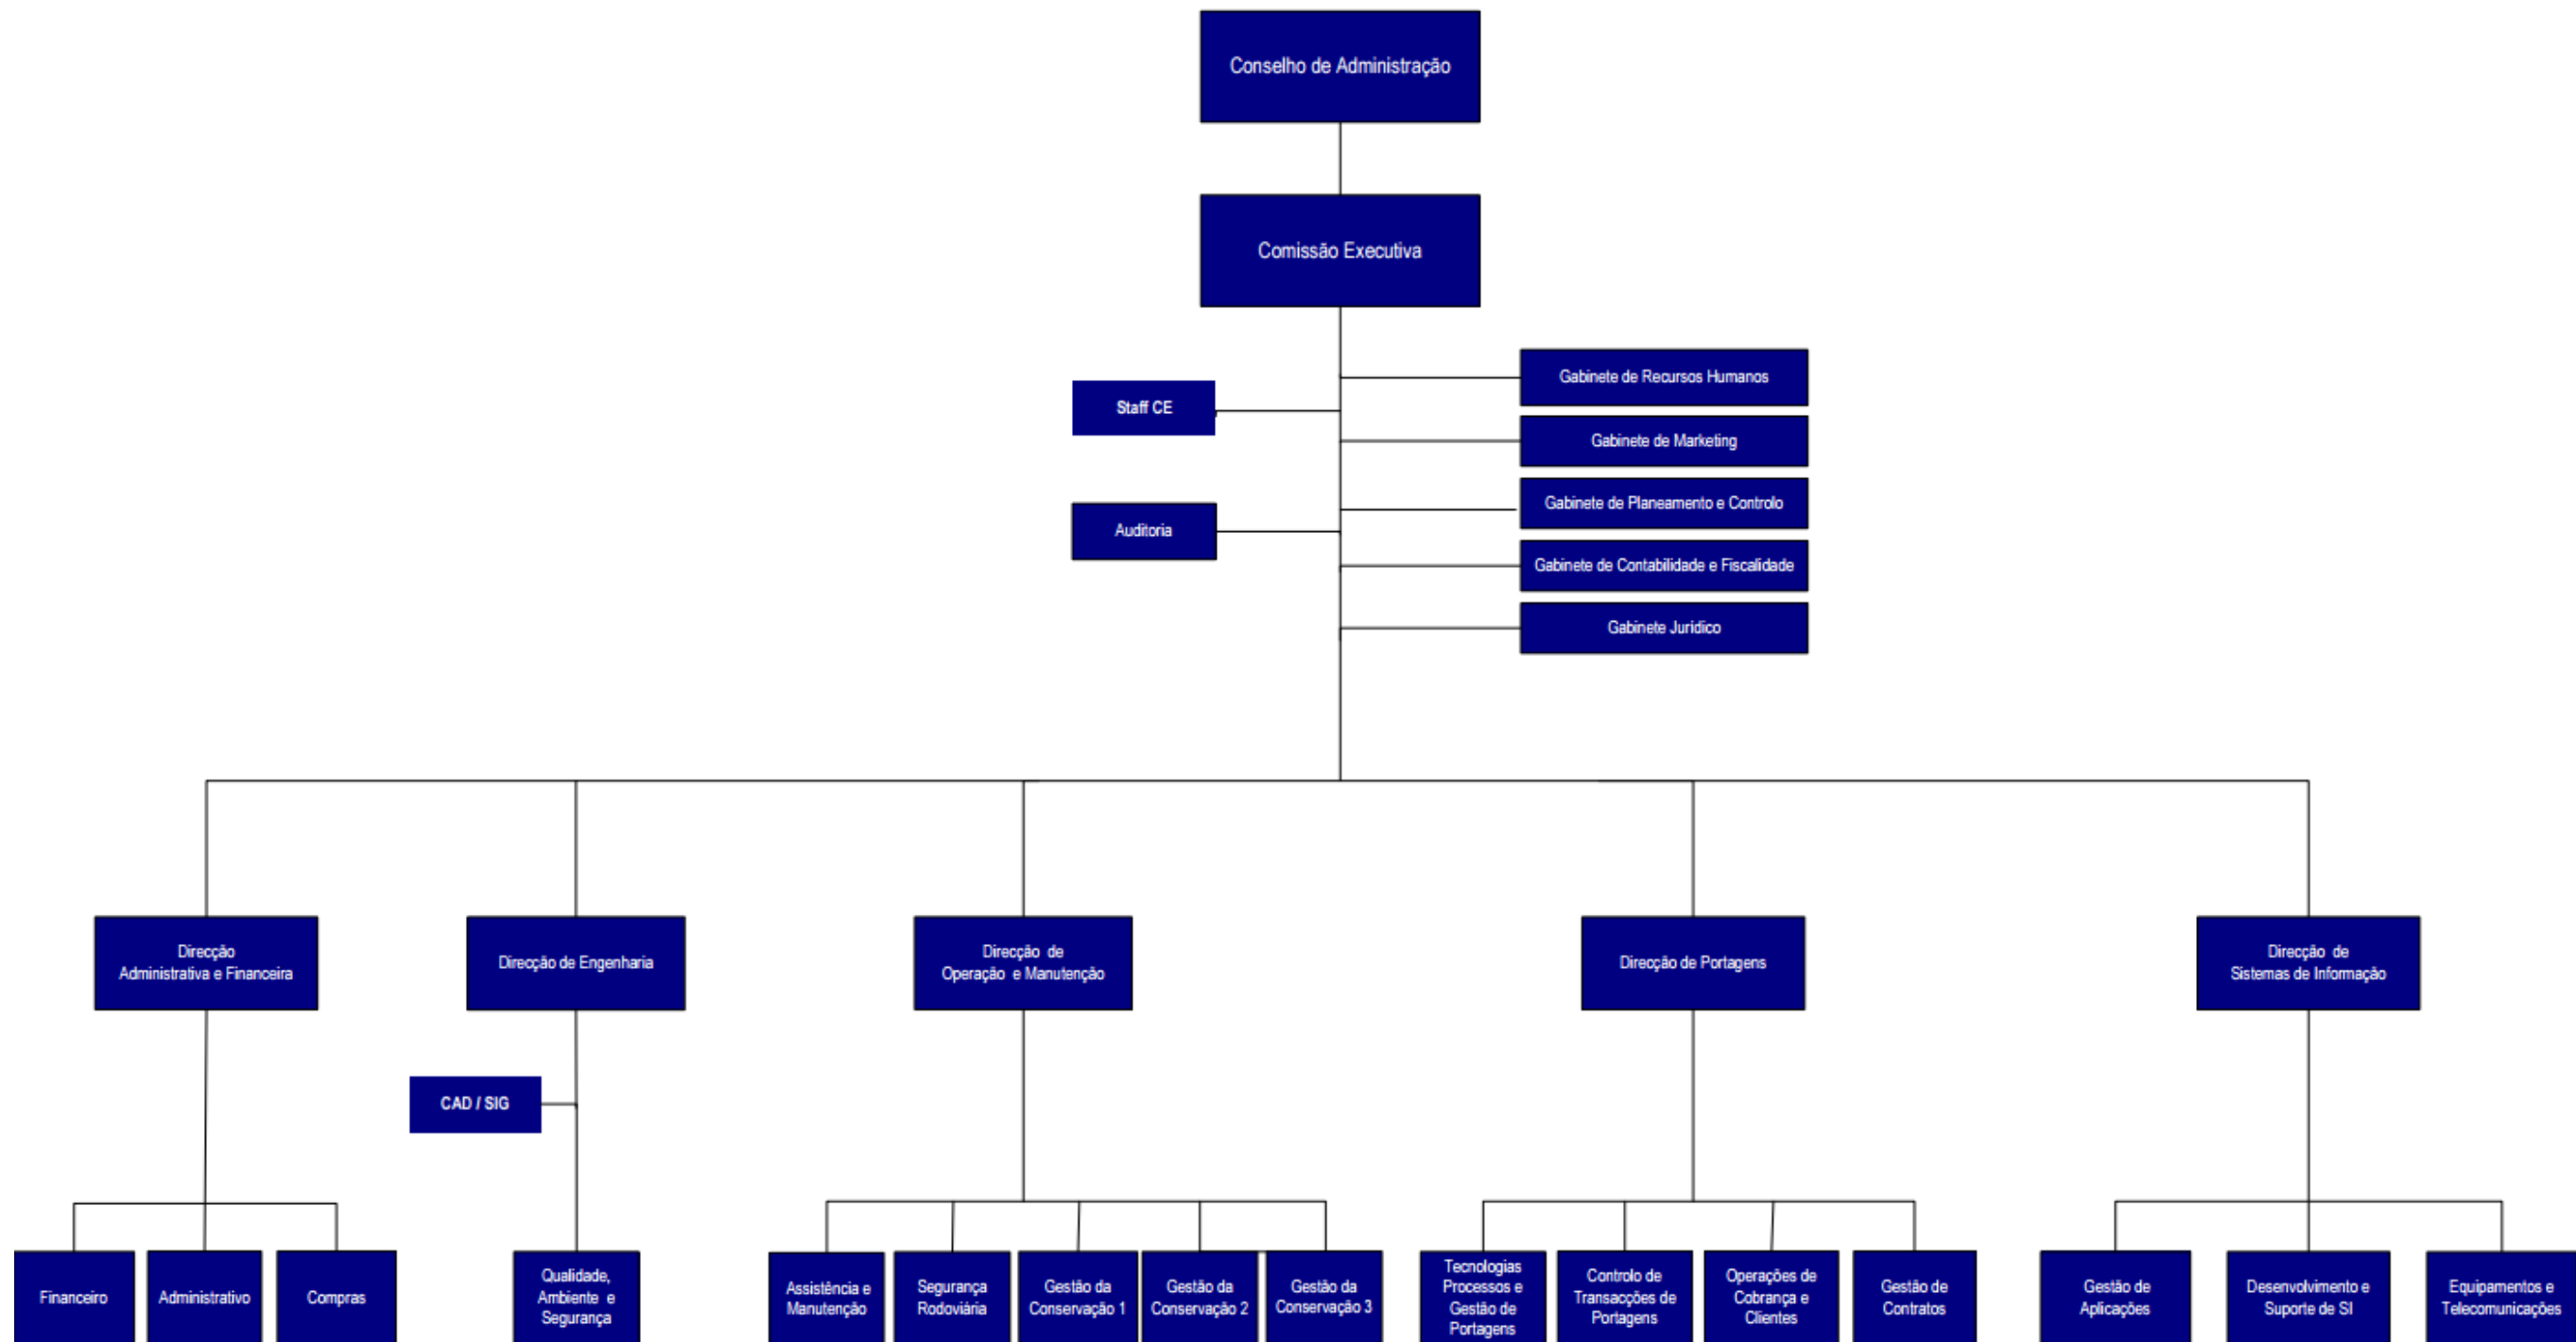 Conselho de Administração
Comissão Executiva
Gabinete de Recursos Humanos
Staff CE
Gabinete de Marketing
Gabinete de Planeamento e Controlo
Auditoria
Gabinete de Contabilidade e Fiscalidade
Gabinete Jurídico
Direcção
Administrativa e Financeira
Direcção de Engenharia
Direcção de
Operação e Manutenção
Direcção de Portagens
Direcção de
Sistemas de Informação
CAD / SIG
Financeiro
Administrativo
Compras
Qualidade,
Ambiente e
Segurança
Assistência e
Manutenção
Segurança
Rodoviária
Gestão da
Conservação 1
Gestão da
Conservação 2
Gestão da
Conservação 3
Tecnologias
Processos e
Gestão de
Portagens
Controlo de
Transacções de
Portagens
Operações de
Cobrança e
Clientes
Gestão de
Contratos
Gestão de
Aplicações
Desenvolvimento e
Suporte de SI
Equipamentos e
Telecomunicações